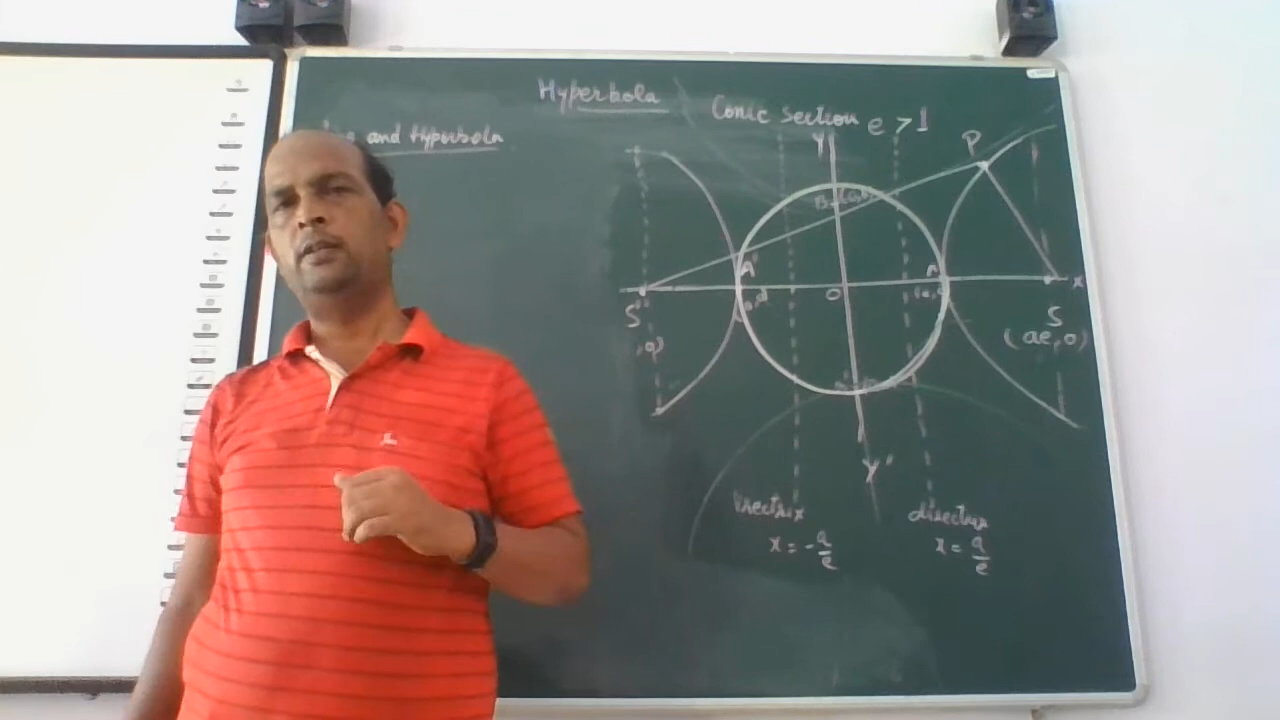 Hyperbola
Conic Section e > 1
and Hyperbola
Y
P
B
A'
A
O
X
S'
S
(ae, 0)
Y'
directrix
x = -a/e
directrix
x = a/e